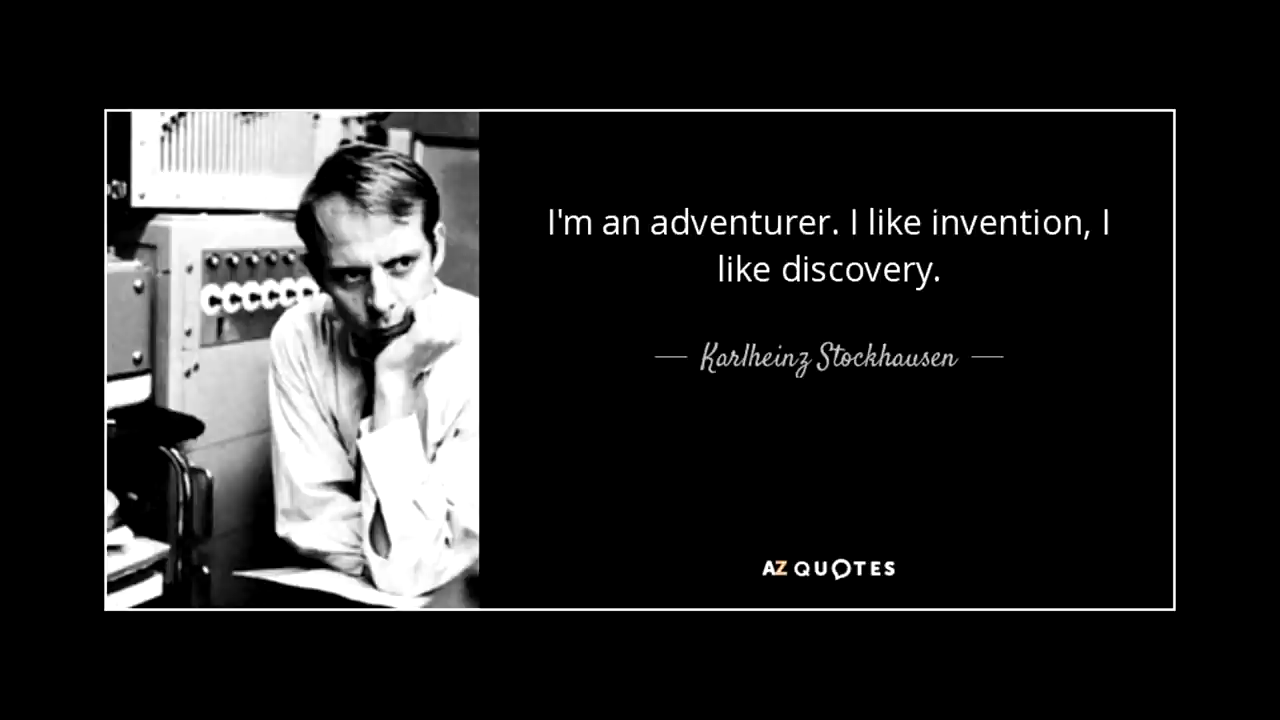 I'm an adventurer. I like invention, I
like discovery.
Karlheinz Stockhausen
AZ QUOTES